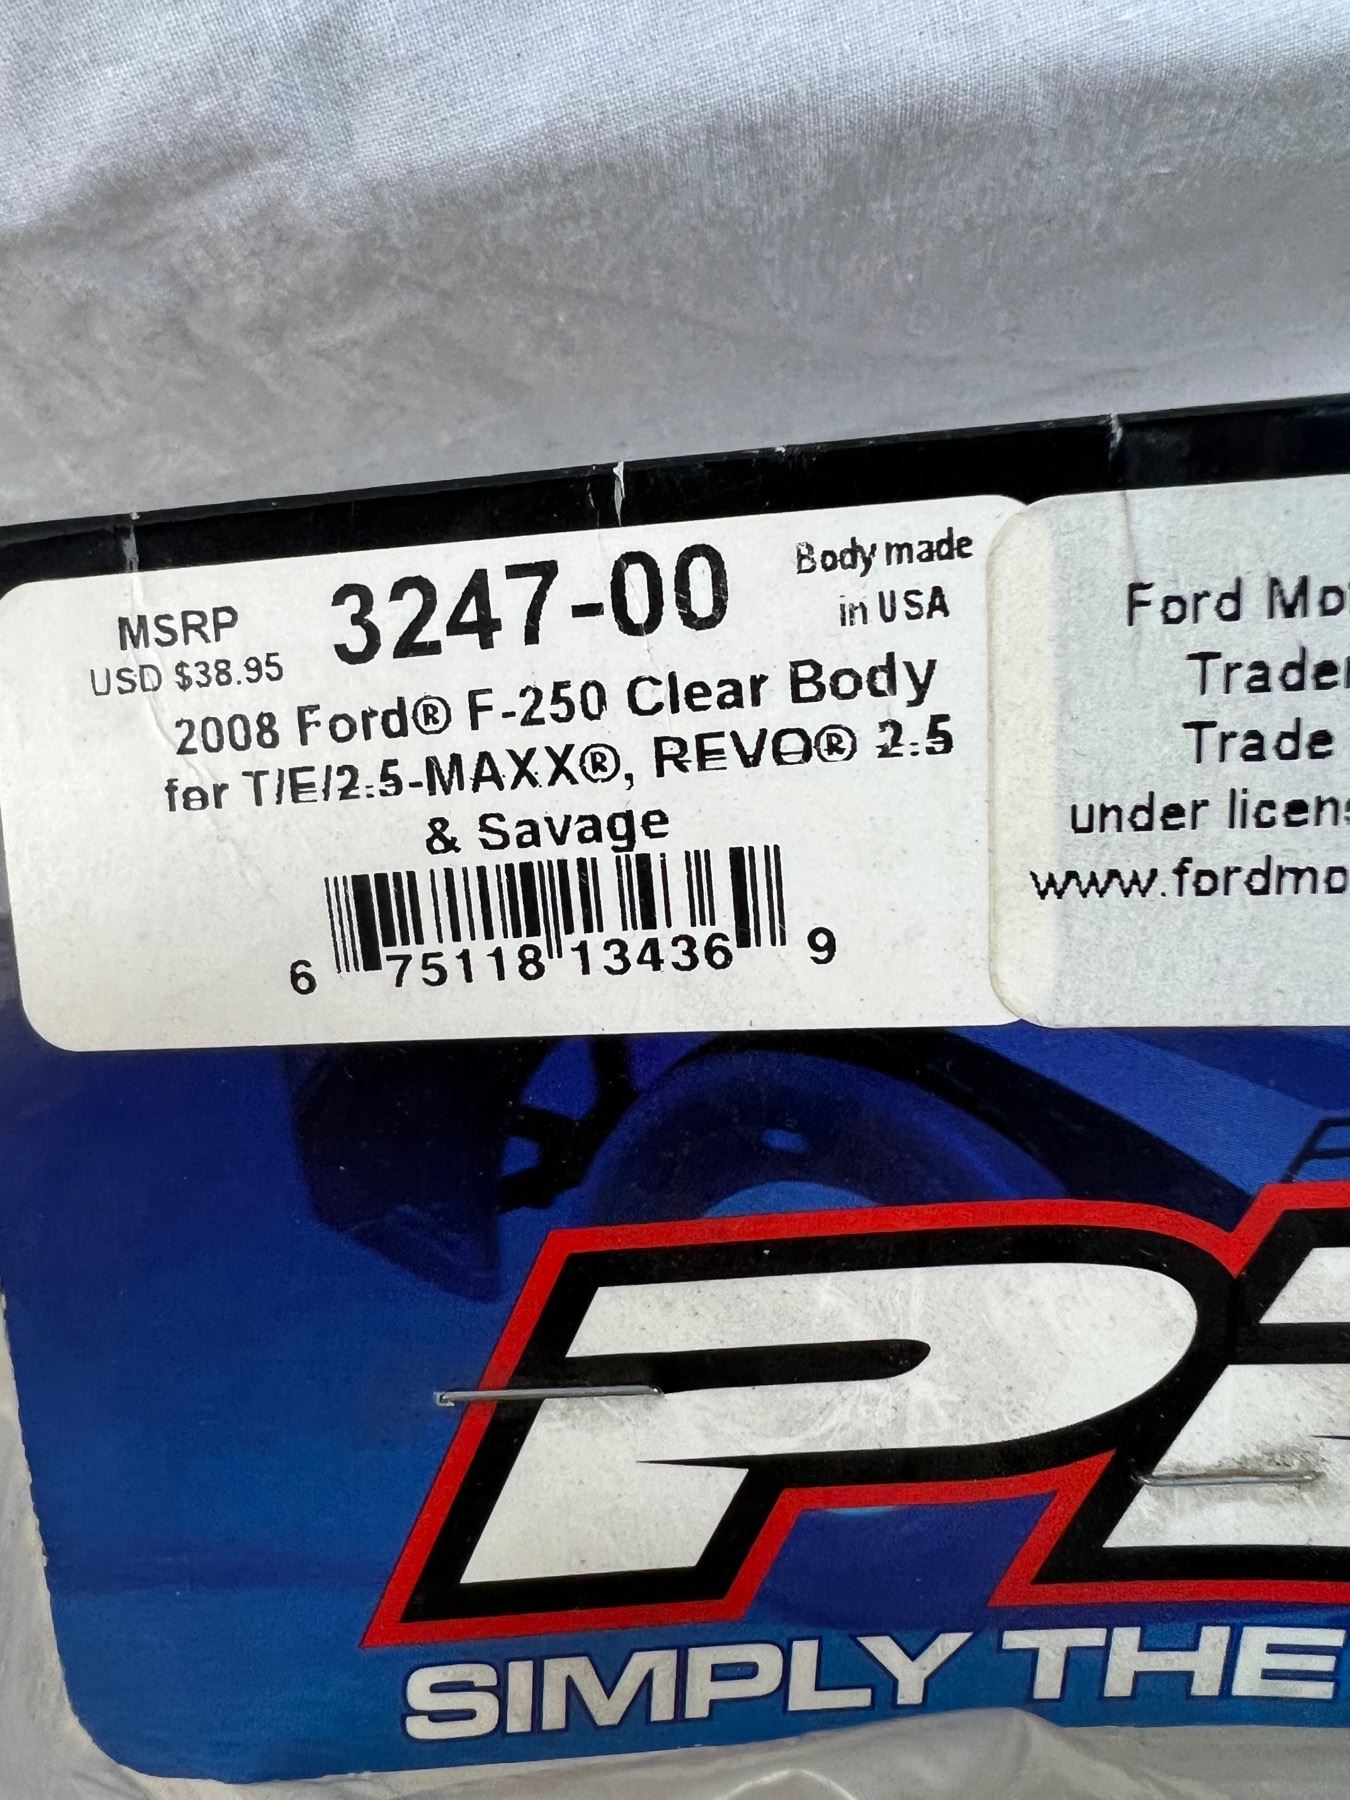 MSRP
USD $38.95
3247-00
Body made
in USA
2008 Ford® F-250 Clear Body
for T/E/2.5-MAXX®, REVO® 2.5
& Savage
6 75118 13436 9
Ford Mo
Trade
Trade
under licens
www.fordmo
P
SIMPLY THE